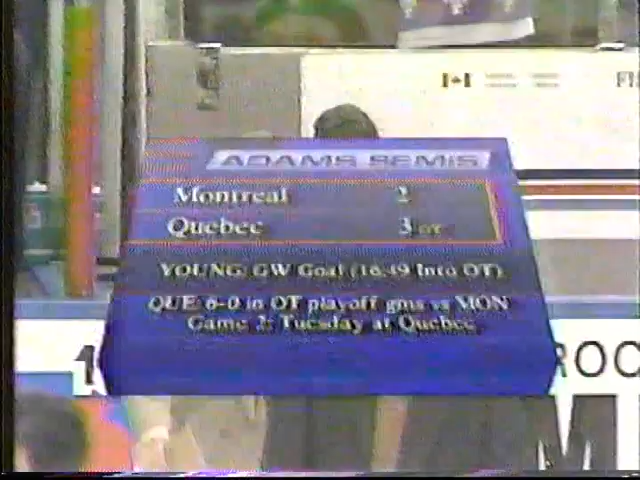 ADAMS SEMIS
Montreal 2
Quebec 3 OT
YOUNG: GW Goal (16:49 Into OT)
QUE: 6-0 in OT playoff gms vs MON
Game 2: Tuesday at Quebec
ROC
M